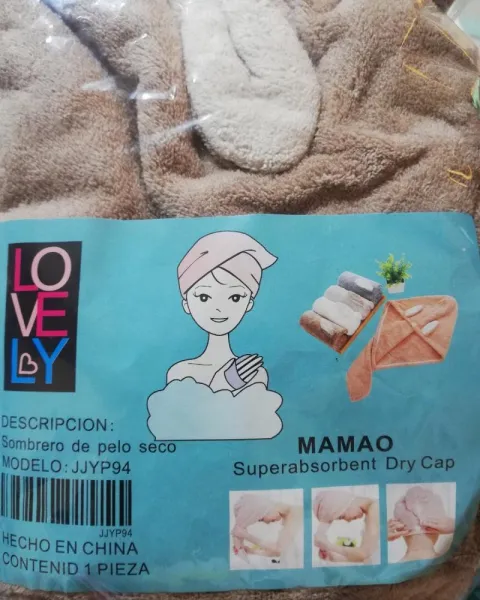 LO
VE
LY
DESCRIPCION:
Sombrero de pelo seco
MODELO: JJYP94
JJYP94
HECHO EN CHINA
CONTENID 1 PIEZA
MAMAO
Superabsorbent Dry Cap